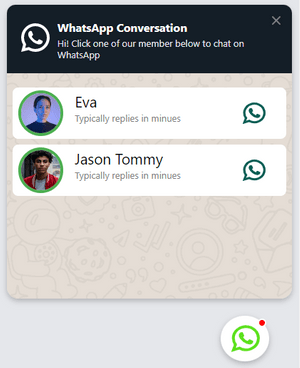 WhatsApp Conversation
Hi! Click one of our member below to chat on
WhatsApp
Eva
Typically replies in minues
Jason Tommy
Typically replies in minues